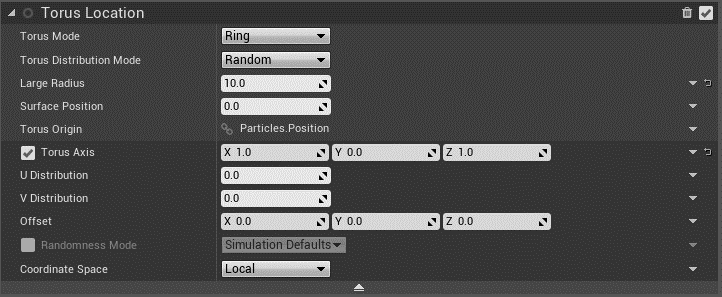 Torus Location
Torus Mode Ring
Torus Distribution Mode Random
Large Radius 10.0
Surface Position 0.0
Torus Origin Particles.Position
Torus Axis X 1.0 Y 0.0 Z 1.0
U Distribution 0.0
V Distribution 0.0
Offset X 0.0 Y 0.0 Z 0.0
Randomness Mode Simulation Defaults
Coordinate Space Local